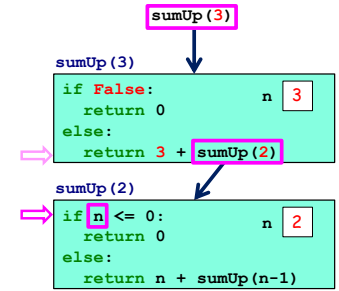 sumUp(3)
sumUp(3)
if False:
n 3
return 0
else:
return 3 + sumUp(2)
sumUp(2)
if n <= 0:
n 2
return 0
else:
return n + sumUp(n-1)